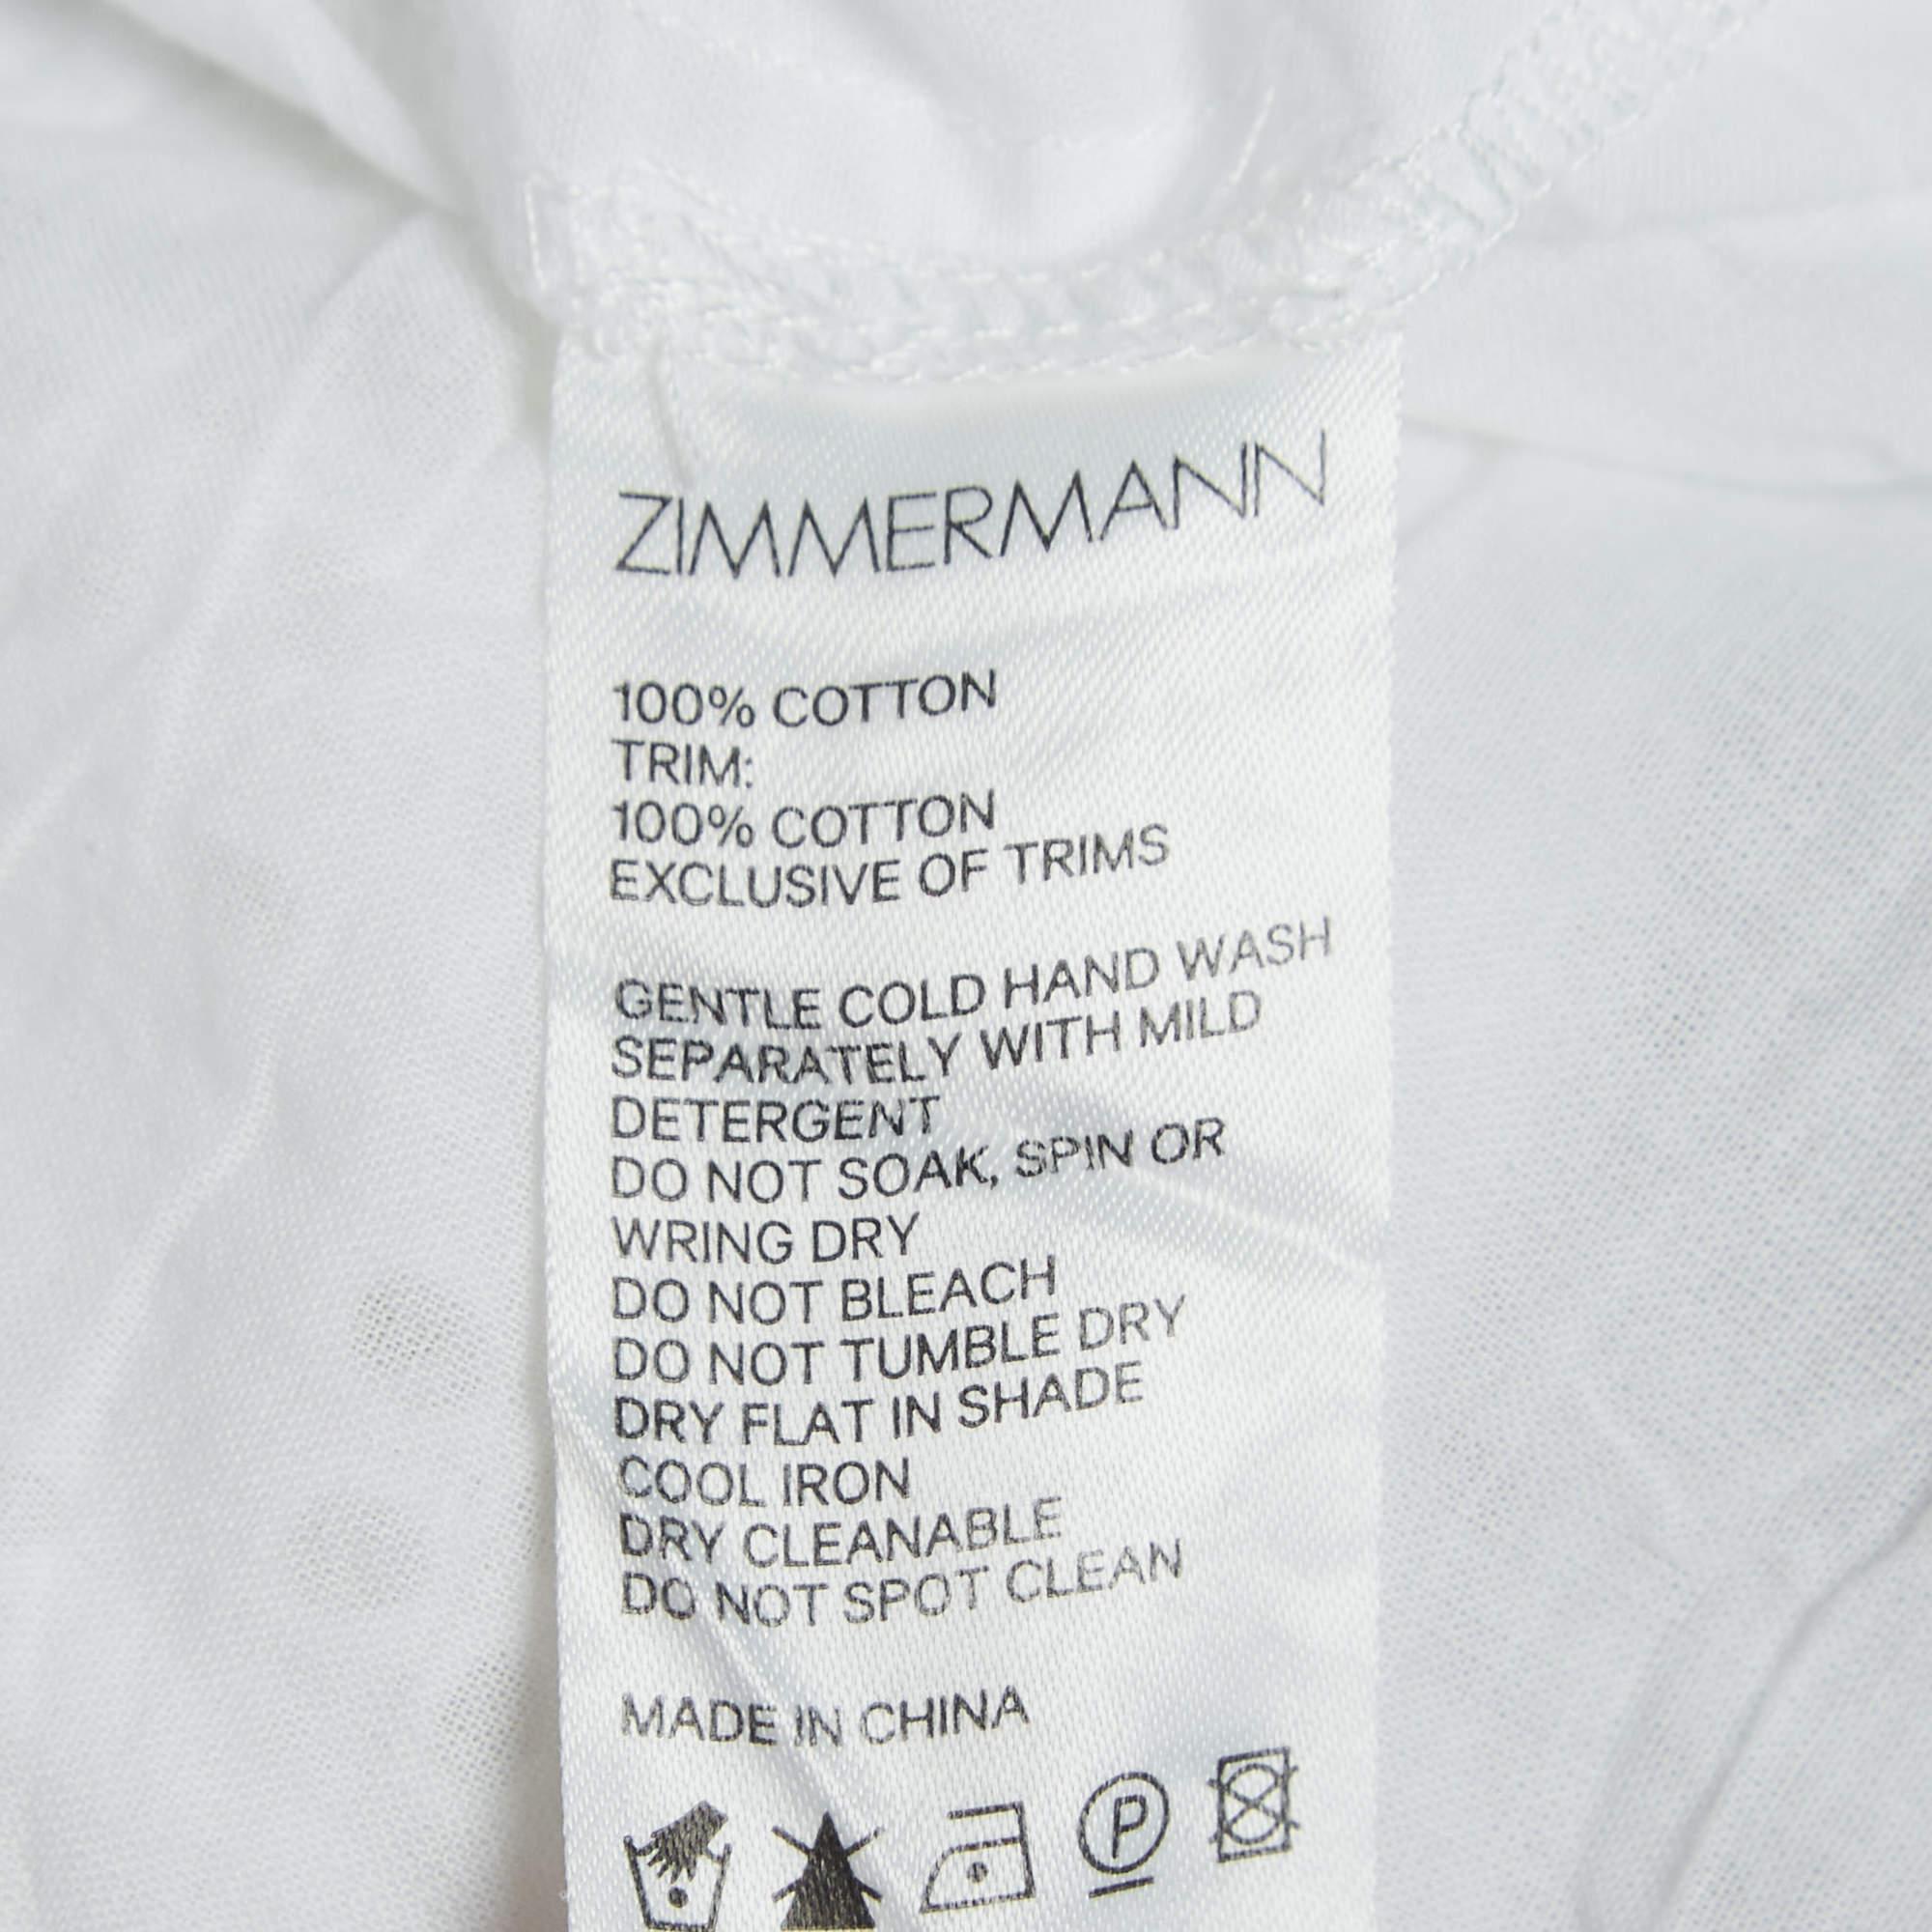 ZIMMERMANN
100% COTTON
TRIM:
100% COTTON
EXCLUSIVE OF TRIMS
GENTLE COLD HAND WASH
SEPARATELY WITH MILD
DETERGENT
DO NOT SOAK, SPIN OR
WRING DRY
DO NOT BLEACH
DO NOT TUMBLE DRY
DRY FLAT IN SHADE
COOL IRON
DRY CLEANABLE
DO NOT SPOT CLEAN
MADE IN CHINA
P